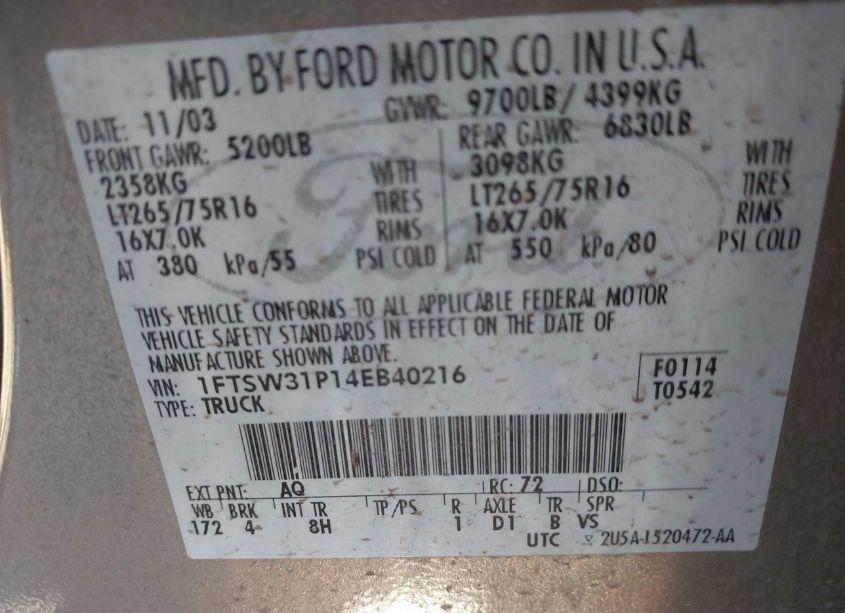 MFD. BY FORD MOTOR CO. IN U.S.A.
DATE: 11/03 GVWR: 9700LB / 4399KG
FRONT GAWR: 5200LB REAR GAWR: 6830LB
2358KG WITH 3098KG WITH
LT265/75R16 TIRES LT265/75R16 TIRES
16X7.0K RIMS 16X7.0K RIMS
AT 380 kPa/55 PSI COLD AT 550 kPa/80 PSI COLD
Ford
THIS VEHICLE CONFORMS TO ALL APPLICABLE FEDERAL MOTOR
VEHICLE SAFETY STANDARDS IN EFFECT ON THE DATE OF
MANUFACTURE SHOWN ABOVE.
VIN: 1FTSW31P14EB40216 F0114
TYPE: TRUCK T0542
EXT PNT: AQ RC: 72 DSO:
WB BRK INT TR TP/PS R AXLE TR SPR
172 4 8H 1 D1 B VS
UTC ▽ 2U5A-1520472-AA